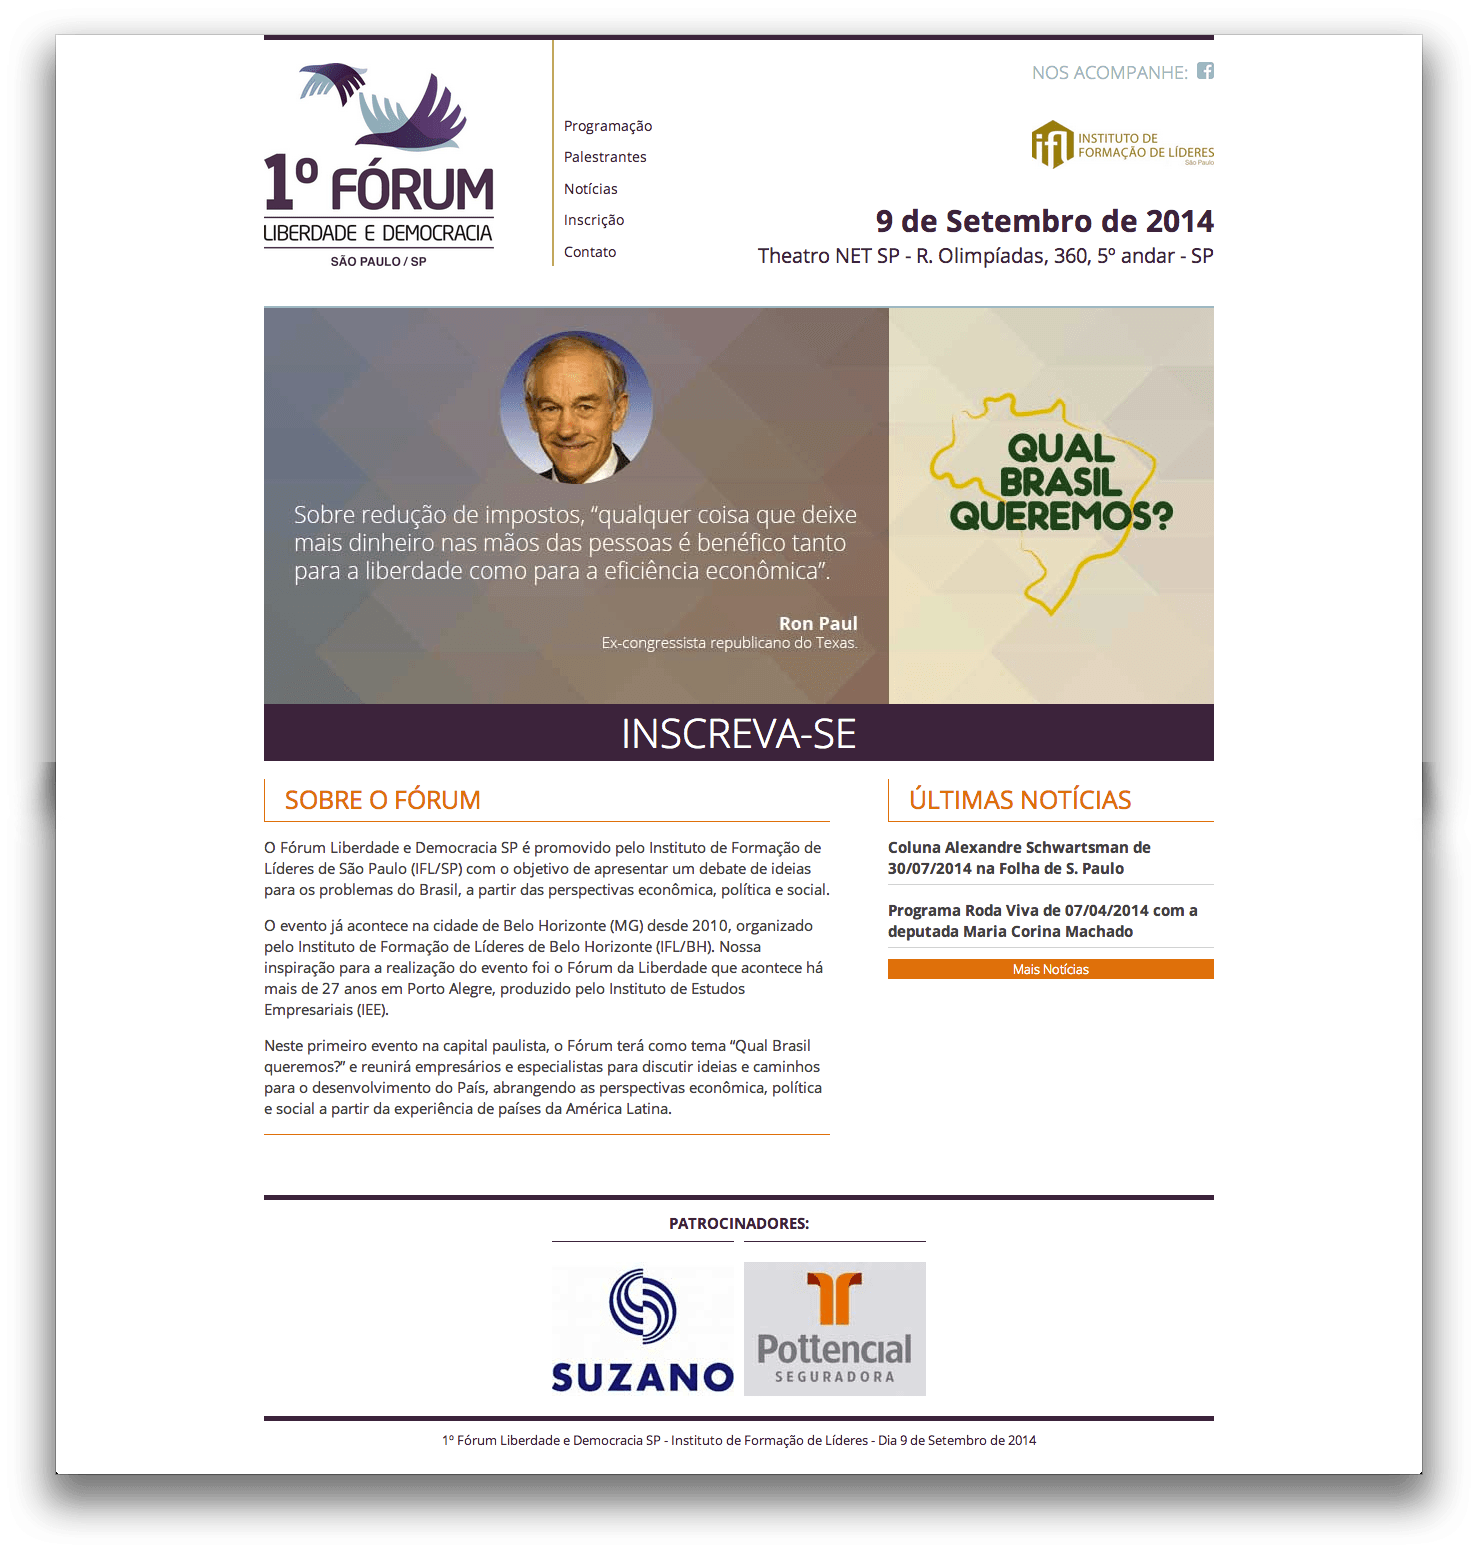 1º FÓRUM
LIBERDADE E DEMOCRACIA
SÃO PAULO / SP
Programação
Palestrantes
Notícias
Inscrição
Contato
NOS ACOMPANHE:
ifl
INSTITUTO DE
FORMAÇÃO DE LÍDERES
São Paulo
9 de Setembro de 2014
Theatro NET SP - R. Olimpíadas, 360, 5º andar - SP
Sobre redução de impostos, “qualquer coisa que deixe
mais dinheiro nas mãos das pessoas é benéfico tanto
para a liberdade como para a eficiência econômica”.
Ron Paul
Ex-congressista republicano do Texas.
QUAL
BRASIL
QUEREMOS?
INSCREVA-SE
SOBRE O FÓRUM
O Fórum Liberdade e Democracia SP é promovido pelo Instituto de Formação de
Líderes de São Paulo (IFL/SP) com o objetivo de apresentar um debate de ideias
para os problemas do Brasil, a partir das perspectivas econômica, política e social.
O evento já acontece na cidade de Belo Horizonte (MG) desde 2010, organizado
pelo Instituto de Formação de Líderes de Belo Horizonte (IFL/BH). Nossa
inspiração para a realização do evento foi o Fórum da Liberdade que acontece há
mais de 27 anos em Porto Alegre, produzido pelo Instituto de Estudos
Empresariais (IEE).
Neste primeiro evento na capital paulista, o Fórum terá como tema “Qual Brasil
queremos?” e reunirá empresários e especialistas para discutir ideias e caminhos
para o desenvolvimento do País, abrangendo as perspectivas econômica, política
e social a partir da experiência de países da América Latina.
ÚLTIMAS NOTÍCIAS
Coluna Alexandre Schwartsman de
30/07/2014 na Folha de S. Paulo
Programa Roda Viva de 07/04/2014 com a
deputada Maria Corina Machado
Mais Notícias
PATROCINADORES:
SUZANO
Pottencial
SEGURADORA
1º Fórum Liberdade e Democracia SP - Instituto de Formação de Líderes - Dia 9 de Setembro de 2014